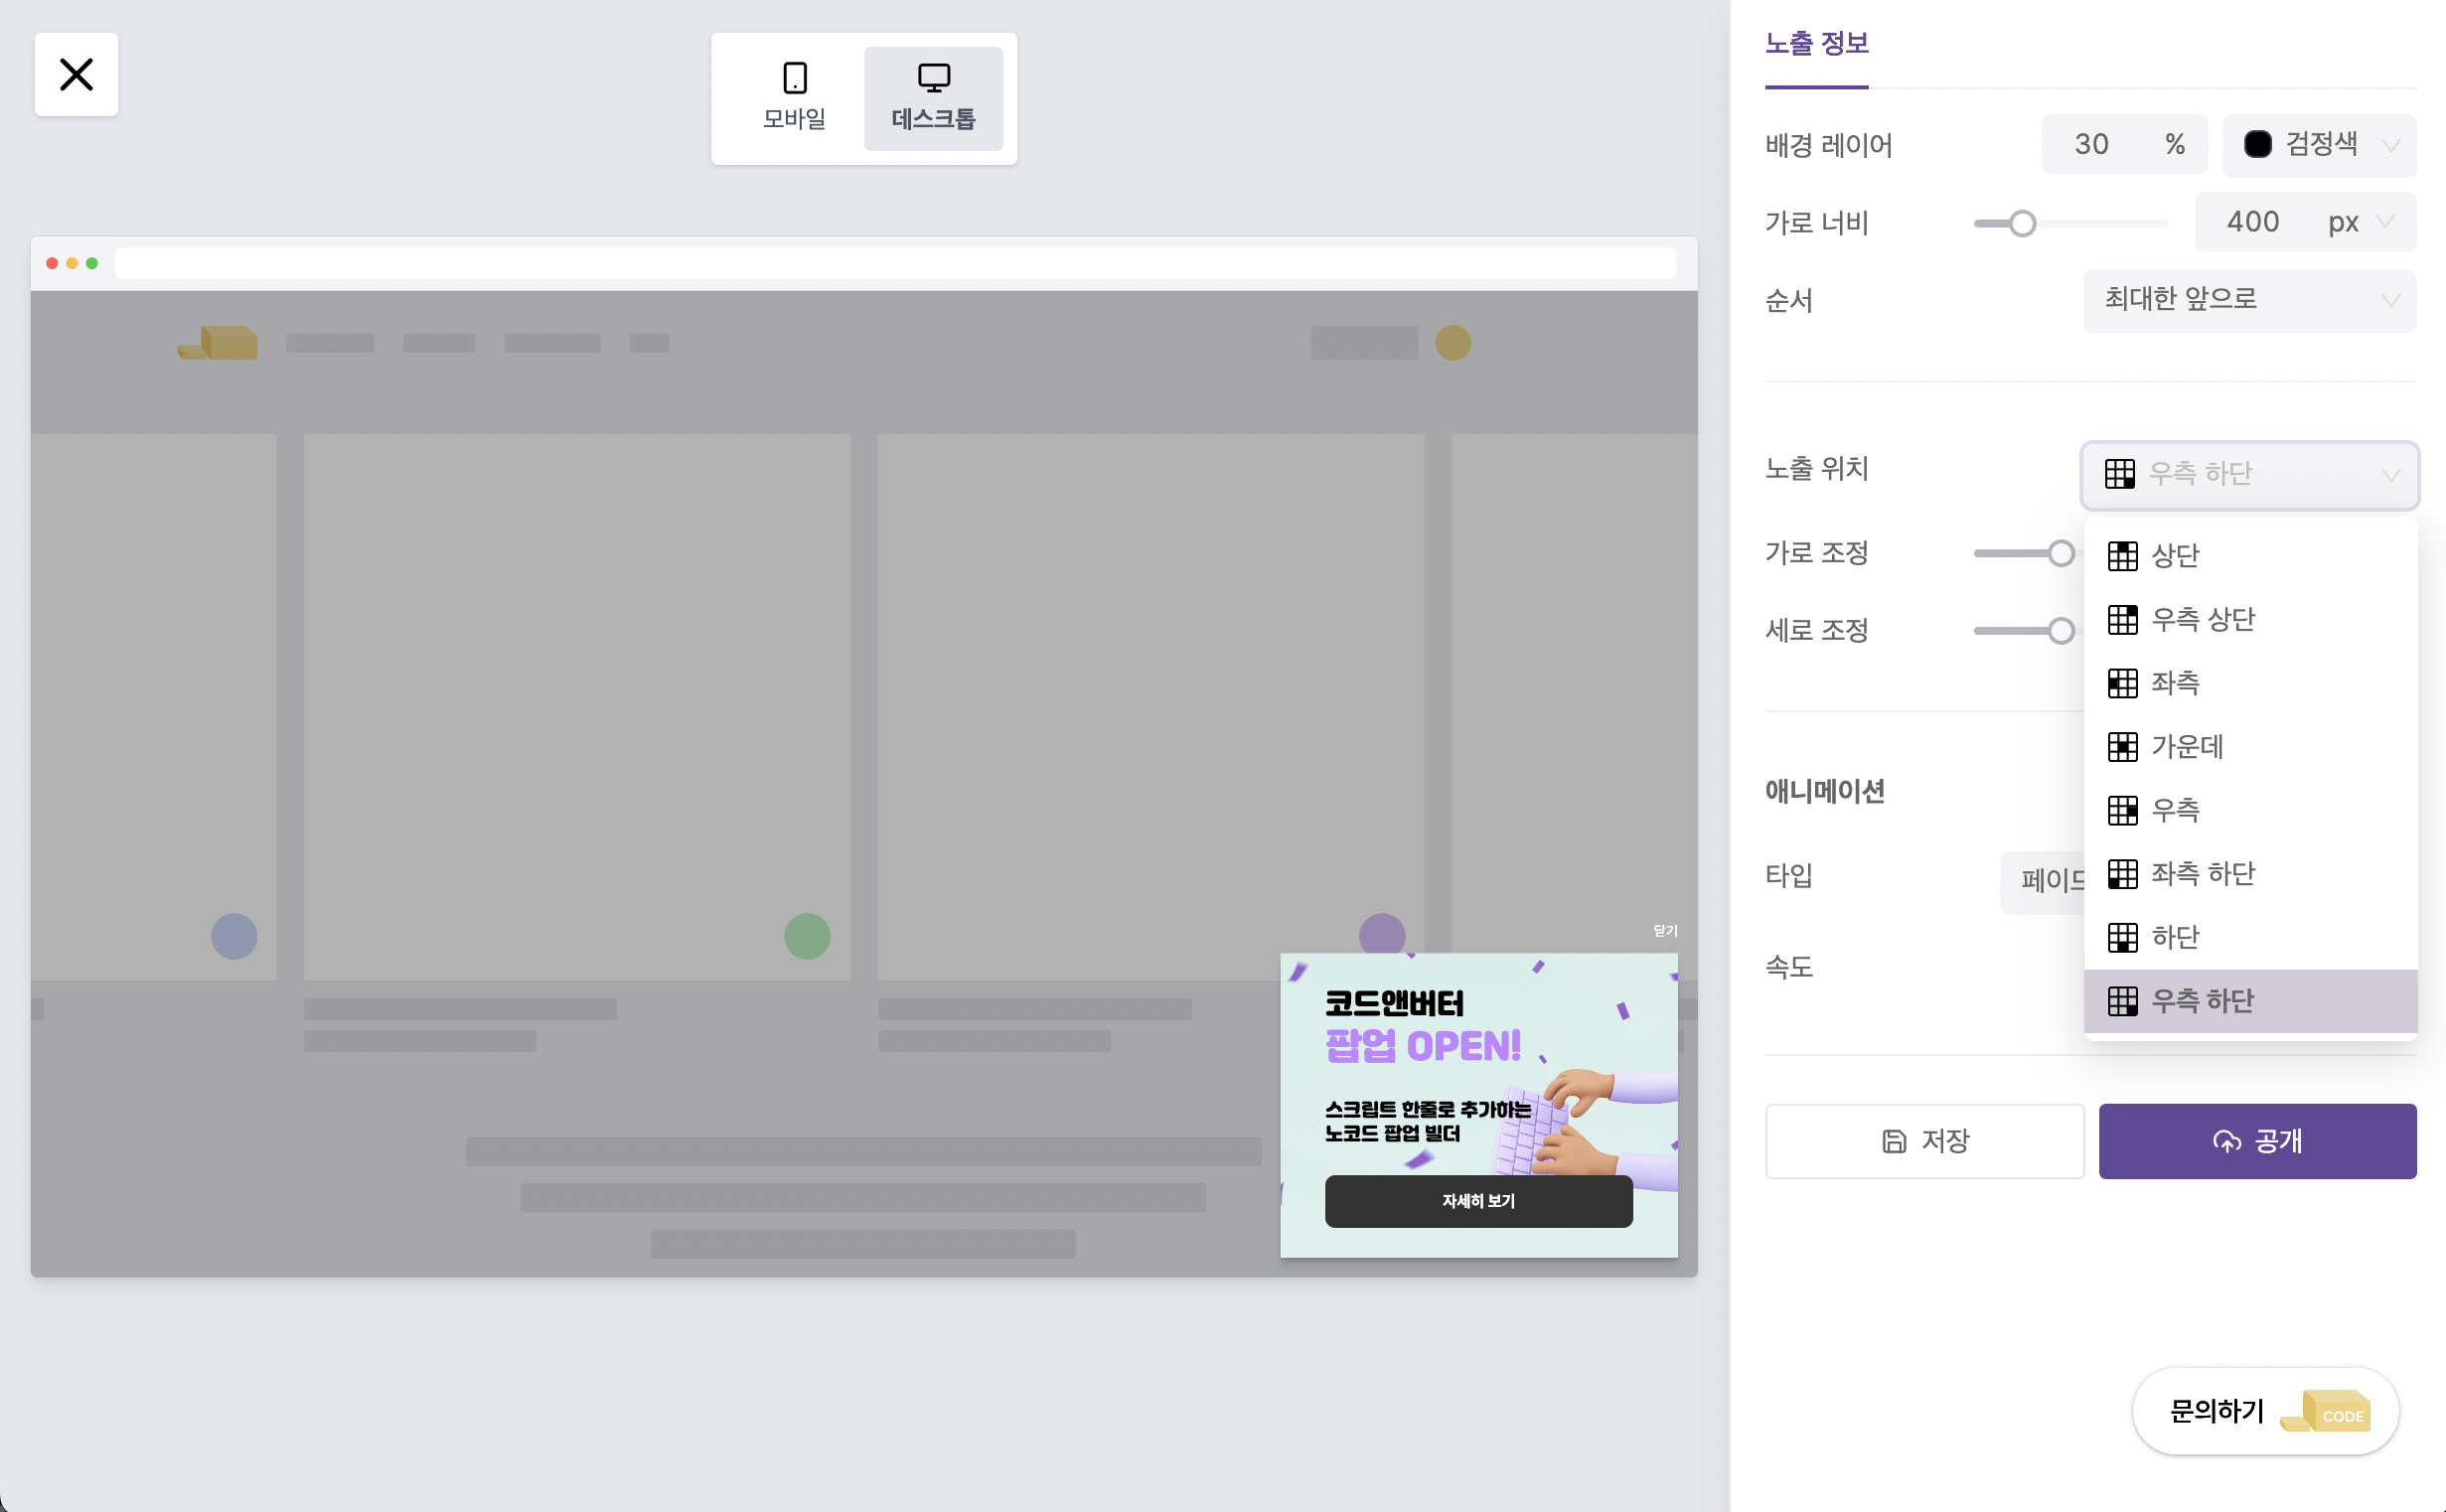 모바일
데스크톱
닫기
코드앤버터
팝업 OPEN!
스크립트 한줄로 추가하는
노코드 팝업 빌더
자세히 보기
노출 정보
배경 레이어 30 % 검정색
가로 너비 400 px
순서 최대한 앞으로
노출 위치 우측 하단
가로 조정
세로 조정
상단
우측 상단
좌측
가운데
우측
좌측 하단
하단
우측 하단
애니메이션
타입
속도
저장
공개
문의하기 CODE